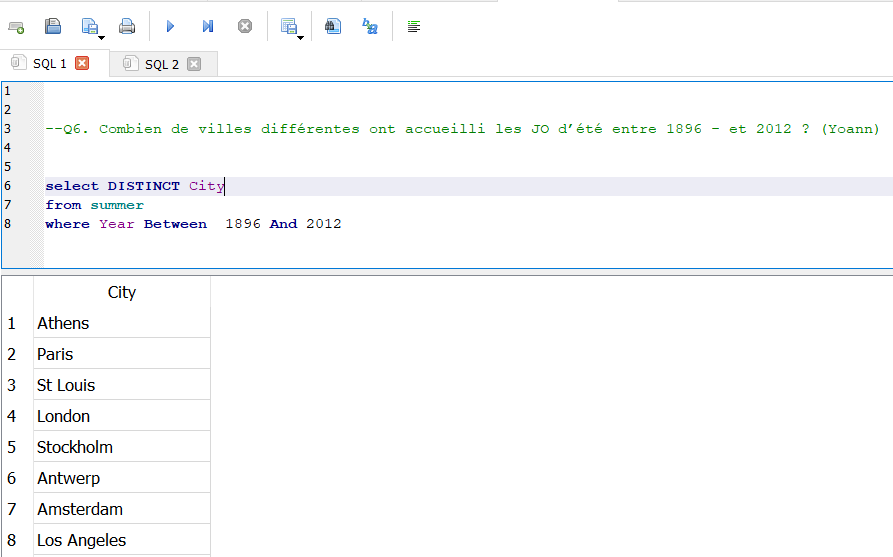 SQL 1 SQL 2
1
2
3 --Q6. Combien de villes différentes ont accueilli les JO d’été entre 1896 - et 2012 ? (Yoann)
4
5
6 select DISTINCT City
7 from summer
8 where Year Between  1896 And 2012
City
1 Athens
2 Paris
3 St Louis
4 London
5 Stockholm
6 Antwerp
7 Amsterdam
8 Los Angeles